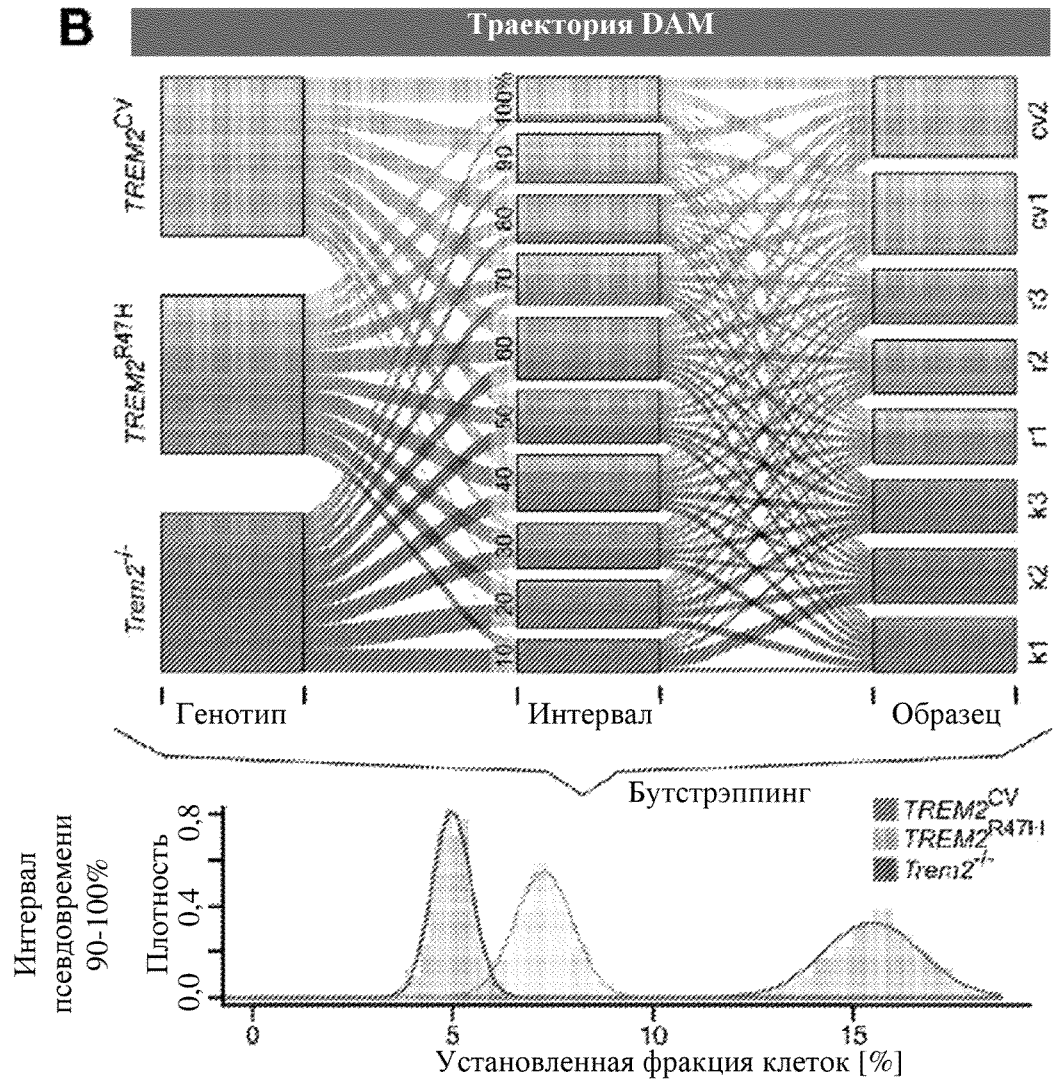 B
Траектория DAM
TREM2^CV
TREM2^R47H
Trem2^-/-
100%
90
80
70
60
50
40
30
20
10
cv2
cv1
r3
r2
r1
k3
k2
k1
Генотип
Интервал
Образец
Бутстрэппинг
TREM2^CV
TREM2^R47H
Trem2^-/-
Интервал
псевдовремени
90-100%
Плотность
0,8
0,4
0,0
0
5
10
15
Установленная фракция клеток [%]